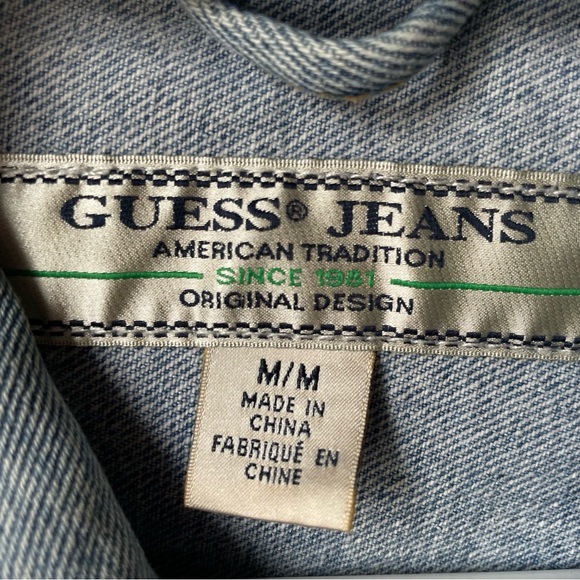 GUESS® JEANS
AMERICAN TRADITION
SINCE 1981
ORIGINAL DESIGN
M/M
MADE IN
CHINA
FABRIQUÉ EN
CHINE